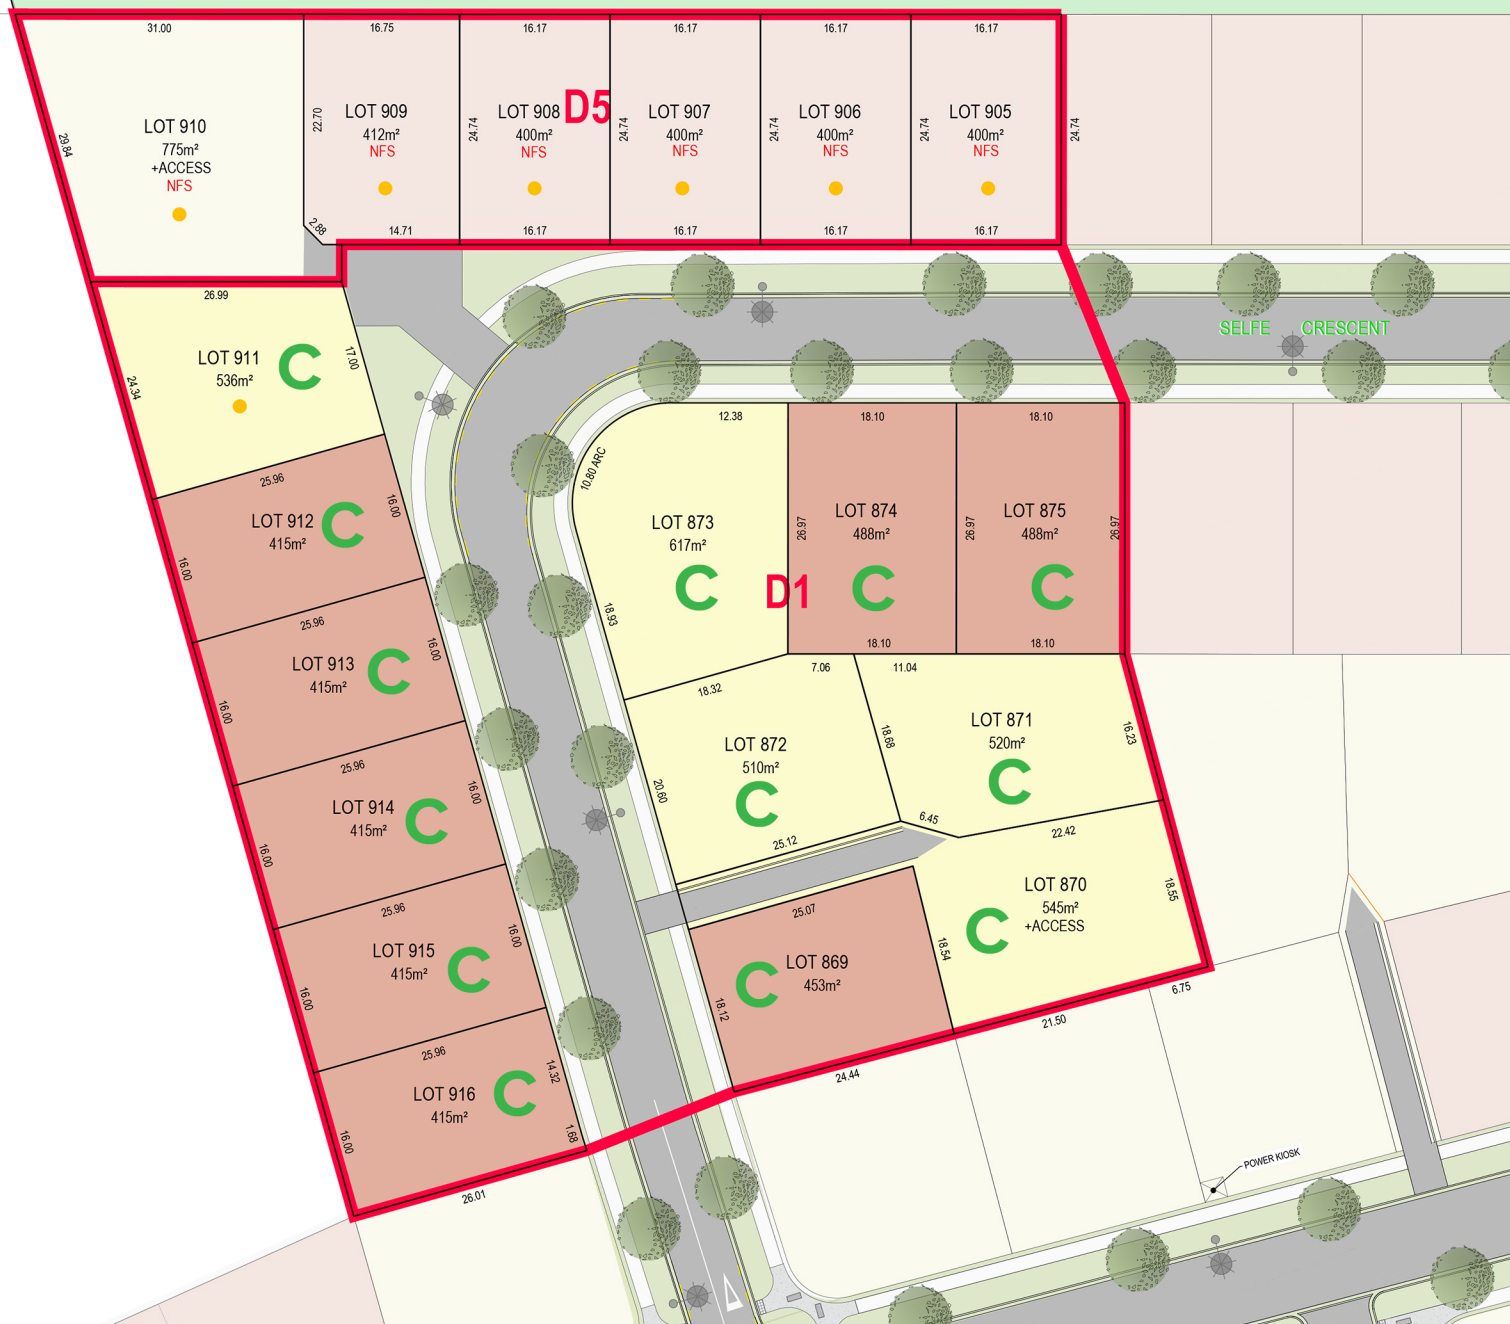 31.00
16.75
16.17
16.17
16.17
16.17
29.84
22.70
24.74
24.74
24.74
24.74
24.74
D5
LOT 910
775m²
+ACCESS
NFS
LOT 909
412m²
NFS
LOT 908
400m²
NFS
LOT 907
400m²
NFS
LOT 906
400m²
NFS
LOT 905
400m²
NFS
2.88
14.71
16.17
16.17
16.17
16.17
26.99
SELFE CRESCENT
LOT 911
536m²
C
17.00
24.34
25.96
LOT 912
415m²
C
16.00
16.00
25.96
LOT 913
415m²
C
16.00
16.00
25.96
LOT 914
415m²
C
16.00
16.00
25.96
LOT 915
415m²
C
16.00
16.00
25.96
LOT 916
415m²
C
14.32
1.68
16.00
26.01
12.38
18.10
18.10
10.80 ARC
LOT 873
617m²
C
26.97
LOT 874
488m²
C
26.97
LOT 875
488m²
C
26.97
D1
18.93
18.10
18.10
18.32
7.06
11.04
LOT 872
510m²
C
18.68
LOT 871
520m²
C
16.23
20.60
25.12
6.45
22.42
LOT 870
545m²
+ACCESS
C
18.55
25.07
LOT 869
453m²
C
18.54
18.12
24.44
21.50
6.75
POWER KIOSK